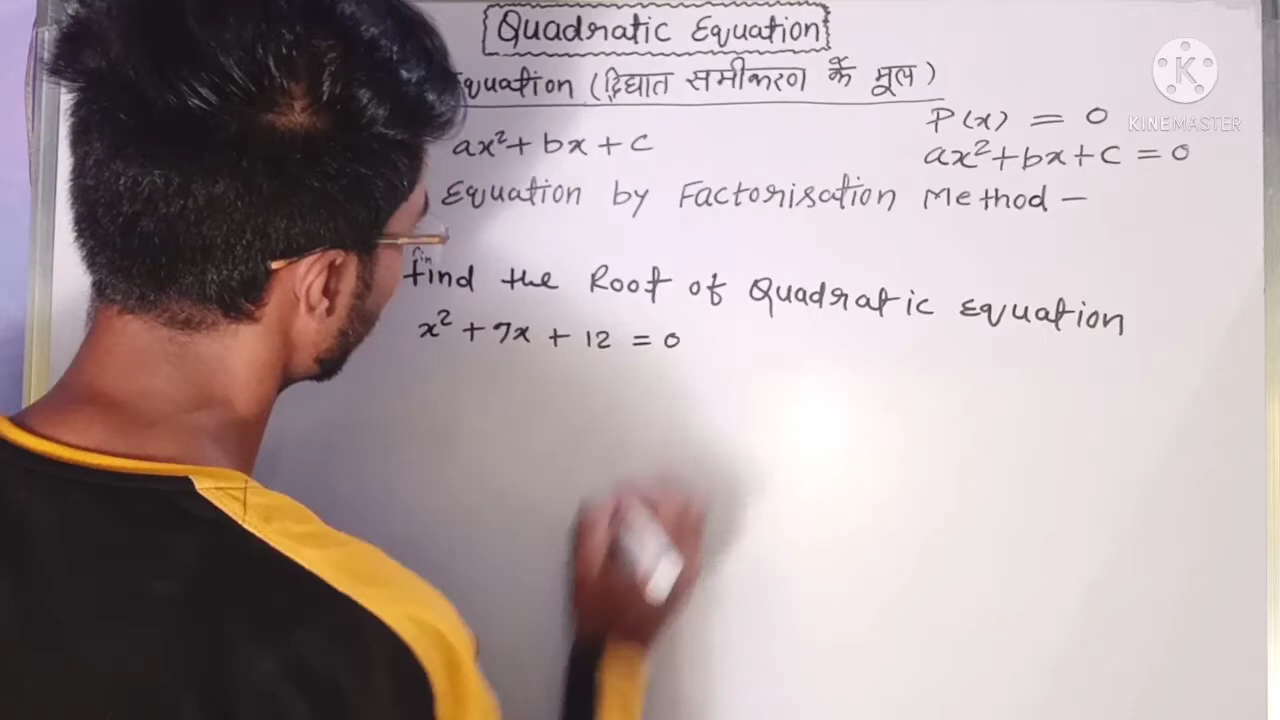 Quadratic Equation
Equation (द्विघात समीकरण के मूल)
P(x) = 0
ax²+ bx + c
ax²+bx+c = 0
Equation by Factorisation Method –
find the Root of Quadratic Equation
x² + 7x + 12 = 0
K
KINEMASTER